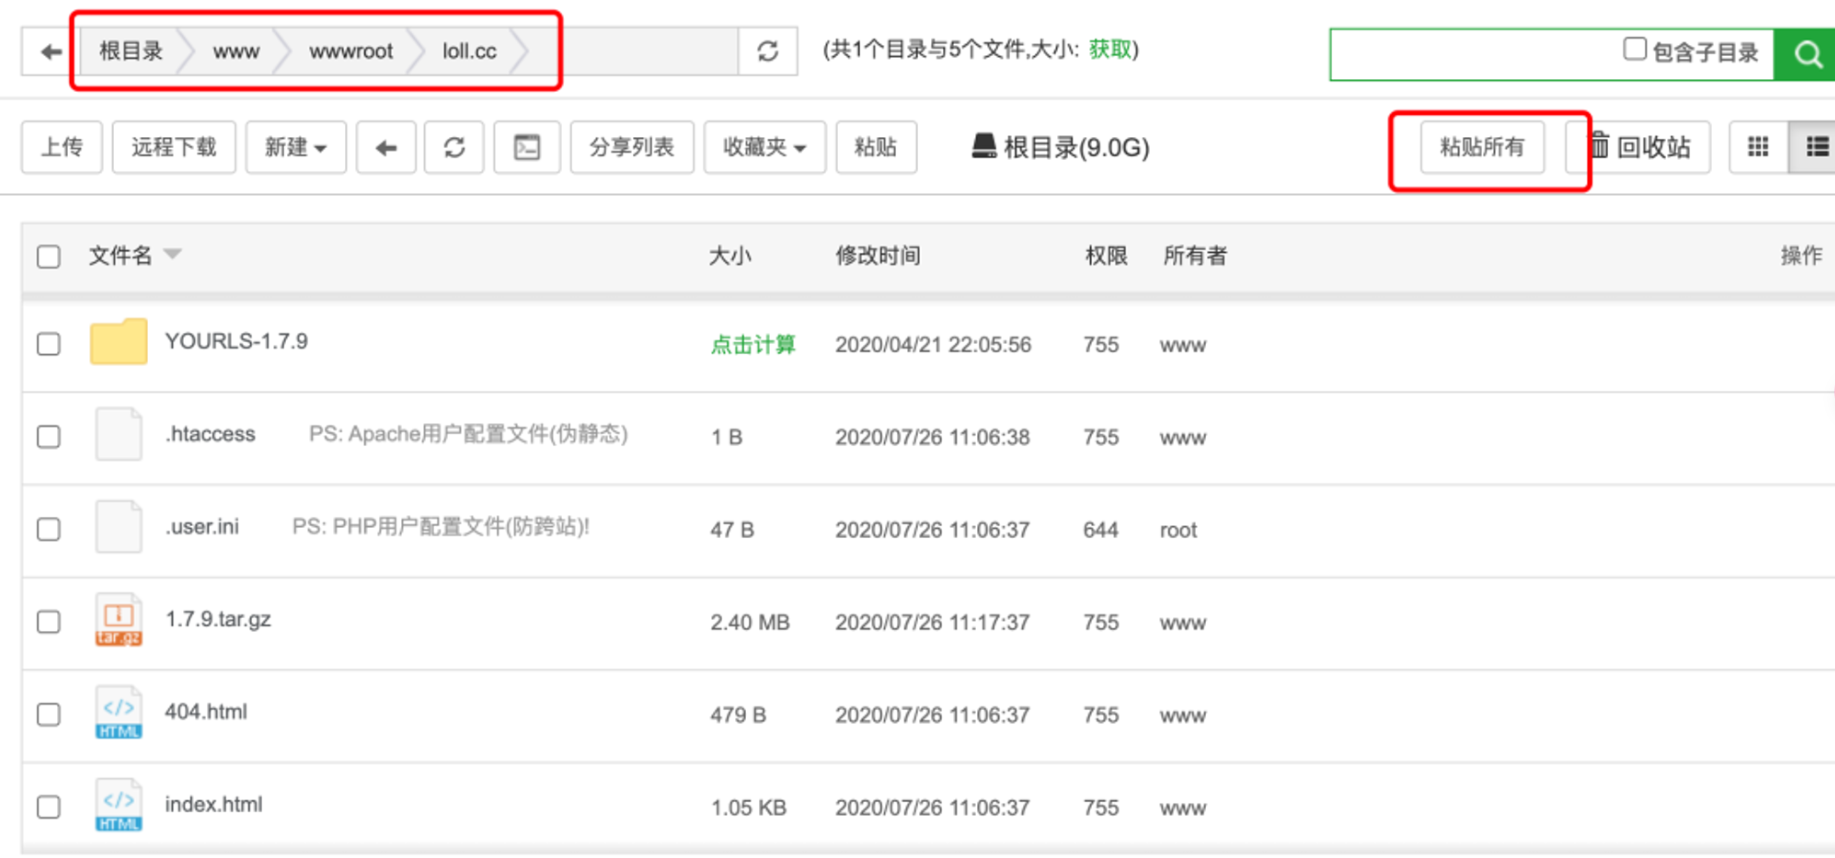 根目录 www wwwroot loll.cc (共1个目录与5个文件,大小: 获取) 包含子目录
上传 远程下载 新建 分享列表 收藏夹 粘贴 根目录(9.0G) 粘贴所有 回收站
文件名 大小 修改时间 权限 所有者 操作
YOURLS-1.7.9 点击计算 2020/04/21 22:05:56 755 www
.htaccess PS: Apache用户配置文件(伪静态) 1 B 2020/07/26 11:06:38 755 www
.user.ini PS: PHP用户配置文件(防跨站)! 47 B 2020/07/26 11:06:37 644 root
tar.gz 1.7.9.tar.gz 2.40 MB 2020/07/26 11:17:37 755 www
</> HTML 404.html 479 B 2020/07/26 11:06:37 755 www
</> HTML index.html 1.05 KB 2020/07/26 11:06:37 755 www